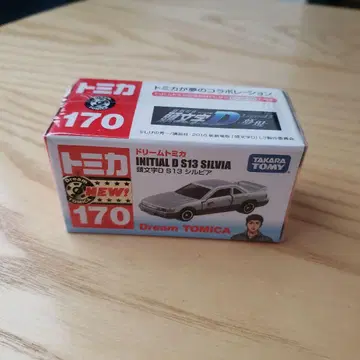 トミカ
170
トミカが夢のコラボレーション
頭文字D
トミカ
NEW!
170
ドリームトミカ
INITIAL D S13 SILVIA
頭文字D S13 シルビア
TAKARA TOMY
Dream TOMICA